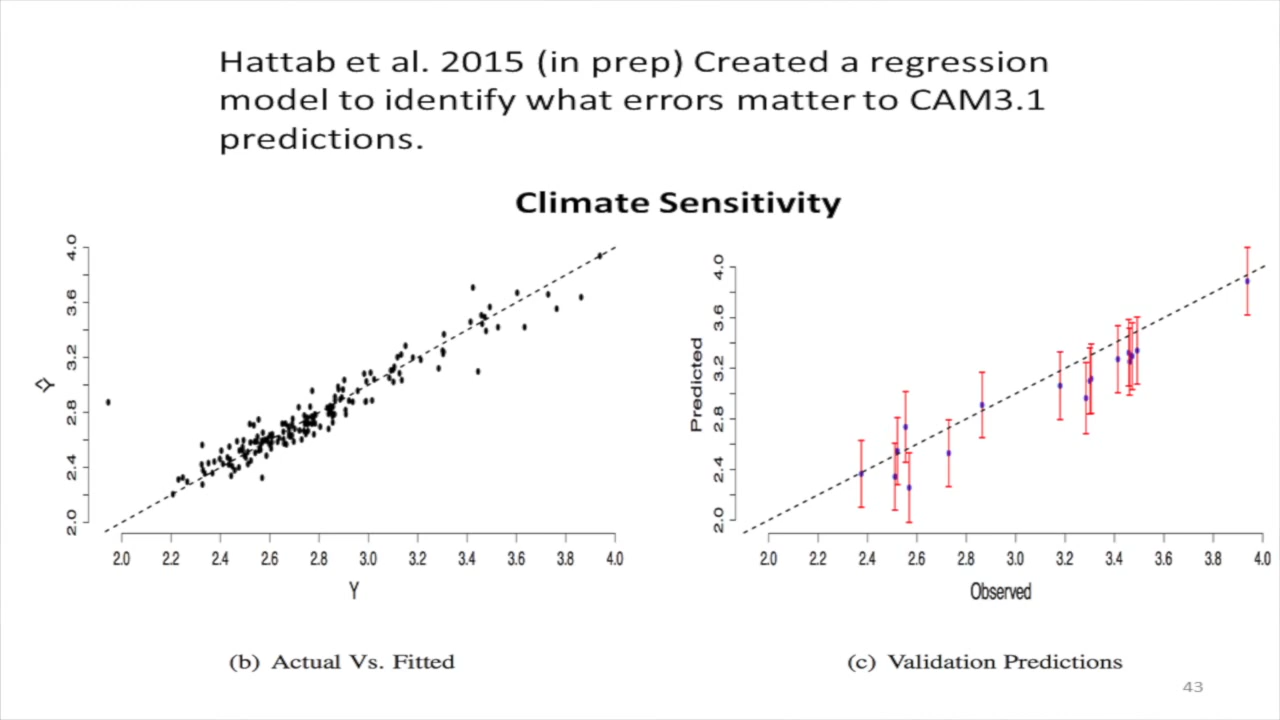 Hattab et al. 2015 (in prep) Created a regression
model to identify what errors matter to CAM3.1
predictions.
Climate Sensitivity
4.0
3.6
3.2
2.8
2.4
2.0
Ŷ
2.0 2.2 2.4 2.6 2.8 3.0 3.2 3.4 3.6 3.8 4.0
Y
(b) Actual Vs. Fitted
4.0
3.6
3.2
2.8
2.4
2.0
Predicted
2.0 2.2 2.4 2.6 2.8 3.0 3.2 3.4 3.6 3.8 4.0
Observed
(c) Validation Predictions
43